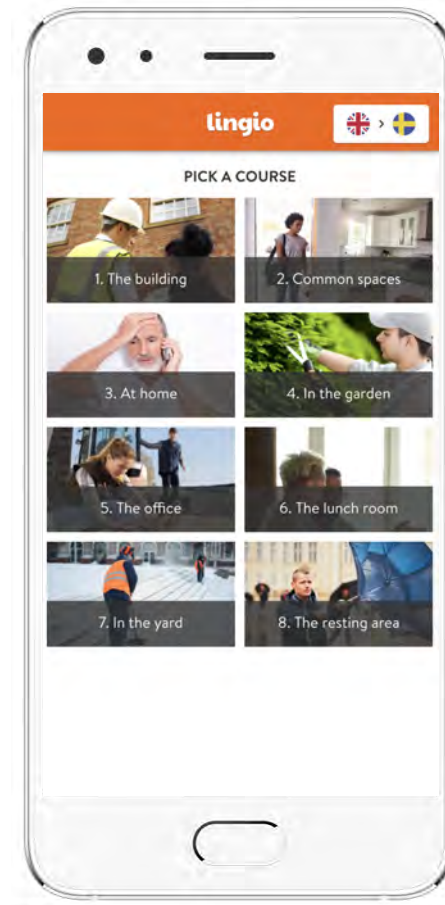 lingio
PICK A COURSE
1. The building
2. Common spaces
3. At home
4. In the garden
5. The office
6. The lunch room
7. In the yard
8. The resting area